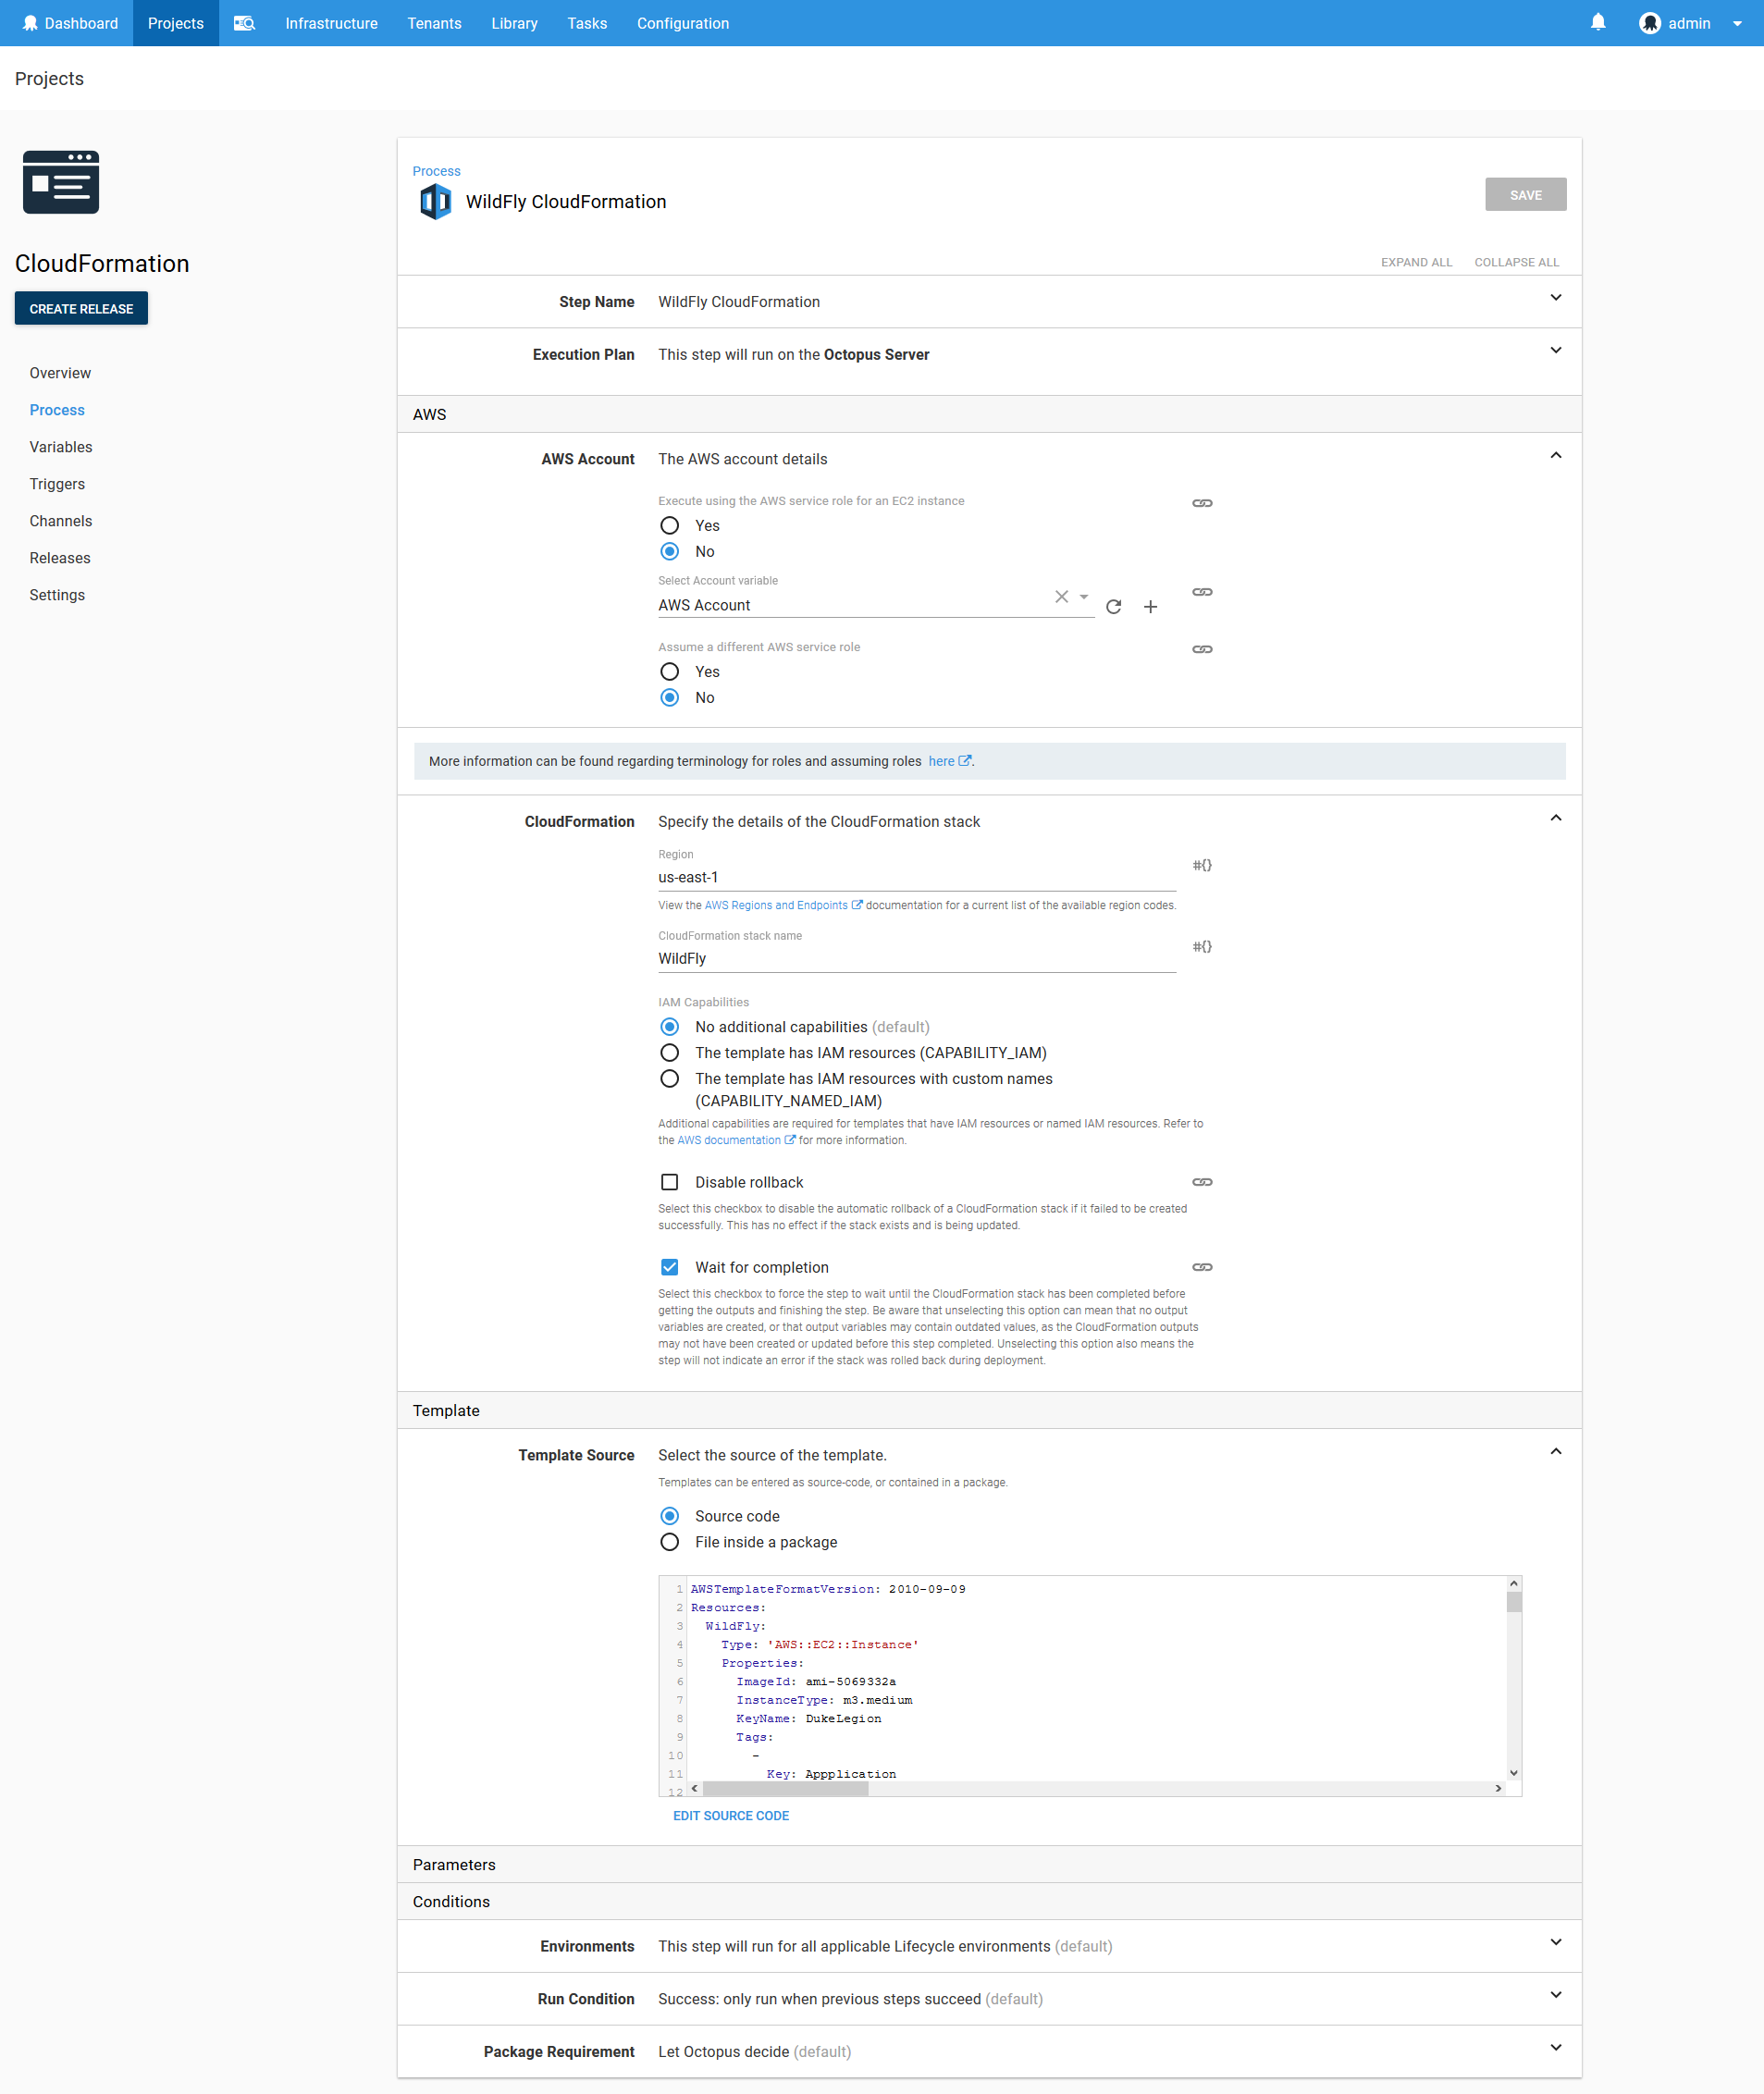 Dashboard Projects Infrastructure Tenants Library Tasks Configuration admin
Projects
CloudFormation
CREATE RELEASE
Overview
Process
Variables
Triggers
Channels
Releases
Settings
Process
WildFly CloudFormation
SAVE
EXPAND ALL COLLAPSE ALL
Step Name WildFly CloudFormation
Execution Plan This step will run on the Octopus Server
AWS
AWS Account The AWS account details
Execute using the AWS service role for an EC2 instance
Yes
No
Select Account variable
AWS Account
Assume a different AWS service role
Yes
No
More information can be found regarding terminology for roles and assuming roles here.
CloudFormation Specify the details of the CloudFormation stack
Region
us-east-1
#{}
View the AWS Regions and Endpoints documentation for a current list of the available region codes.
CloudFormation stack name
WildFly
#{}
IAM Capabilities
No additional capabilities (default)
The template has IAM resources (CAPABILITY_IAM)
The template has IAM resources with custom names
(CAPABILITY_NAMED_IAM)
Additional capabilities are required for templates that have IAM resources or named IAM resources. Refer to
the AWS documentation for more information.
Disable rollback
Select this checkbox to disable the automatic rollback of a CloudFormation stack if it failed to be created
successfully. This has no effect if the stack exists and is being updated.
Wait for completion
Select this checkbox to force the step to wait until the CloudFormation stack has been completed before
getting the outputs and finishing the step. Be aware that unselecting this option can mean that no output
variables are created, or that output variables may contain outdated values, as the CloudFormation outputs
may not have been created or updated before this step completed. Unselecting this option also means the
step will not indicate an error if the stack was rolled back during deployment.
Template
Template Source Select the source of the template.
Templates can be entered as source-code, or contained in a package.
Source code
File inside a package
1 AWSTemplateFormatVersion: 2010-09-09
2 Resources:
3 WildFly:
4 Type: 'AWS::EC2::Instance'
5 Properties:
6 ImageId: ami-5069332a
7 InstanceType: m3.medium
8 KeyName: DukeLegion
9 Tags:
10 -
11 Key: Appplication
12
EDIT SOURCE CODE
Parameters
Conditions
Environments This step will run for all applicable Lifecycle environments (default)
Run Condition Success: only run when previous steps succeed (default)
Package Requirement Let Octopus decide (default)